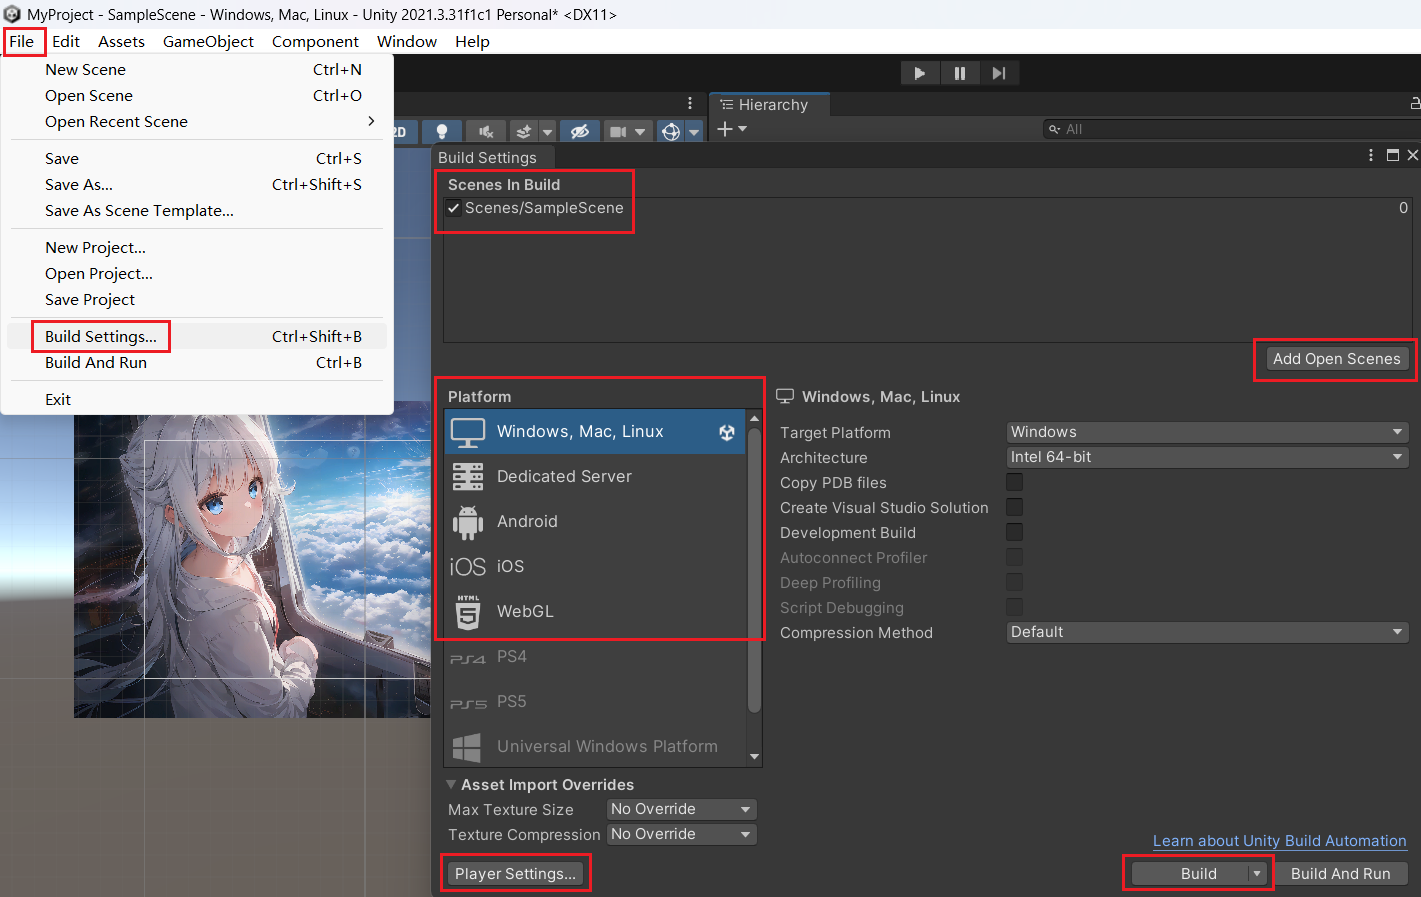 MyProject - SampleScene - Windows, Mac, Linux - Unity 2021.3.31f1c1 Personal* <DX11>
File Edit Assets GameObject Component Window Help
New Scene Ctrl+N
Open Scene Ctrl+O
Open Recent Scene
Save Ctrl+S
Save As... Ctrl+Shift+S
Save As Scene Template...
New Project...
Open Project...
Save Project
Build Settings... Ctrl+Shift+B
Build And Run Ctrl+B
Exit
2D
Hierarchy
All
Build Settings
Scenes In Build
Scenes/SampleScene 0
Add Open Scenes
Platform
Windows, Mac, Linux
Dedicated Server
Android
iOS iOS
HTML 5 WebGL
PS4 PS4
PS5 PS5
Universal Windows Platform
Windows, Mac, Linux
Target Platform Windows
Architecture Intel 64-bit
Copy PDB files
Create Visual Studio Solution
Development Build
Autoconnect Profiler
Deep Profiling
Script Debugging
Compression Method Default
Asset Import Overrides
Max Texture Size No Override
Texture Compression No Override
Learn about Unity Build Automation
Player Settings... Build Build And Run